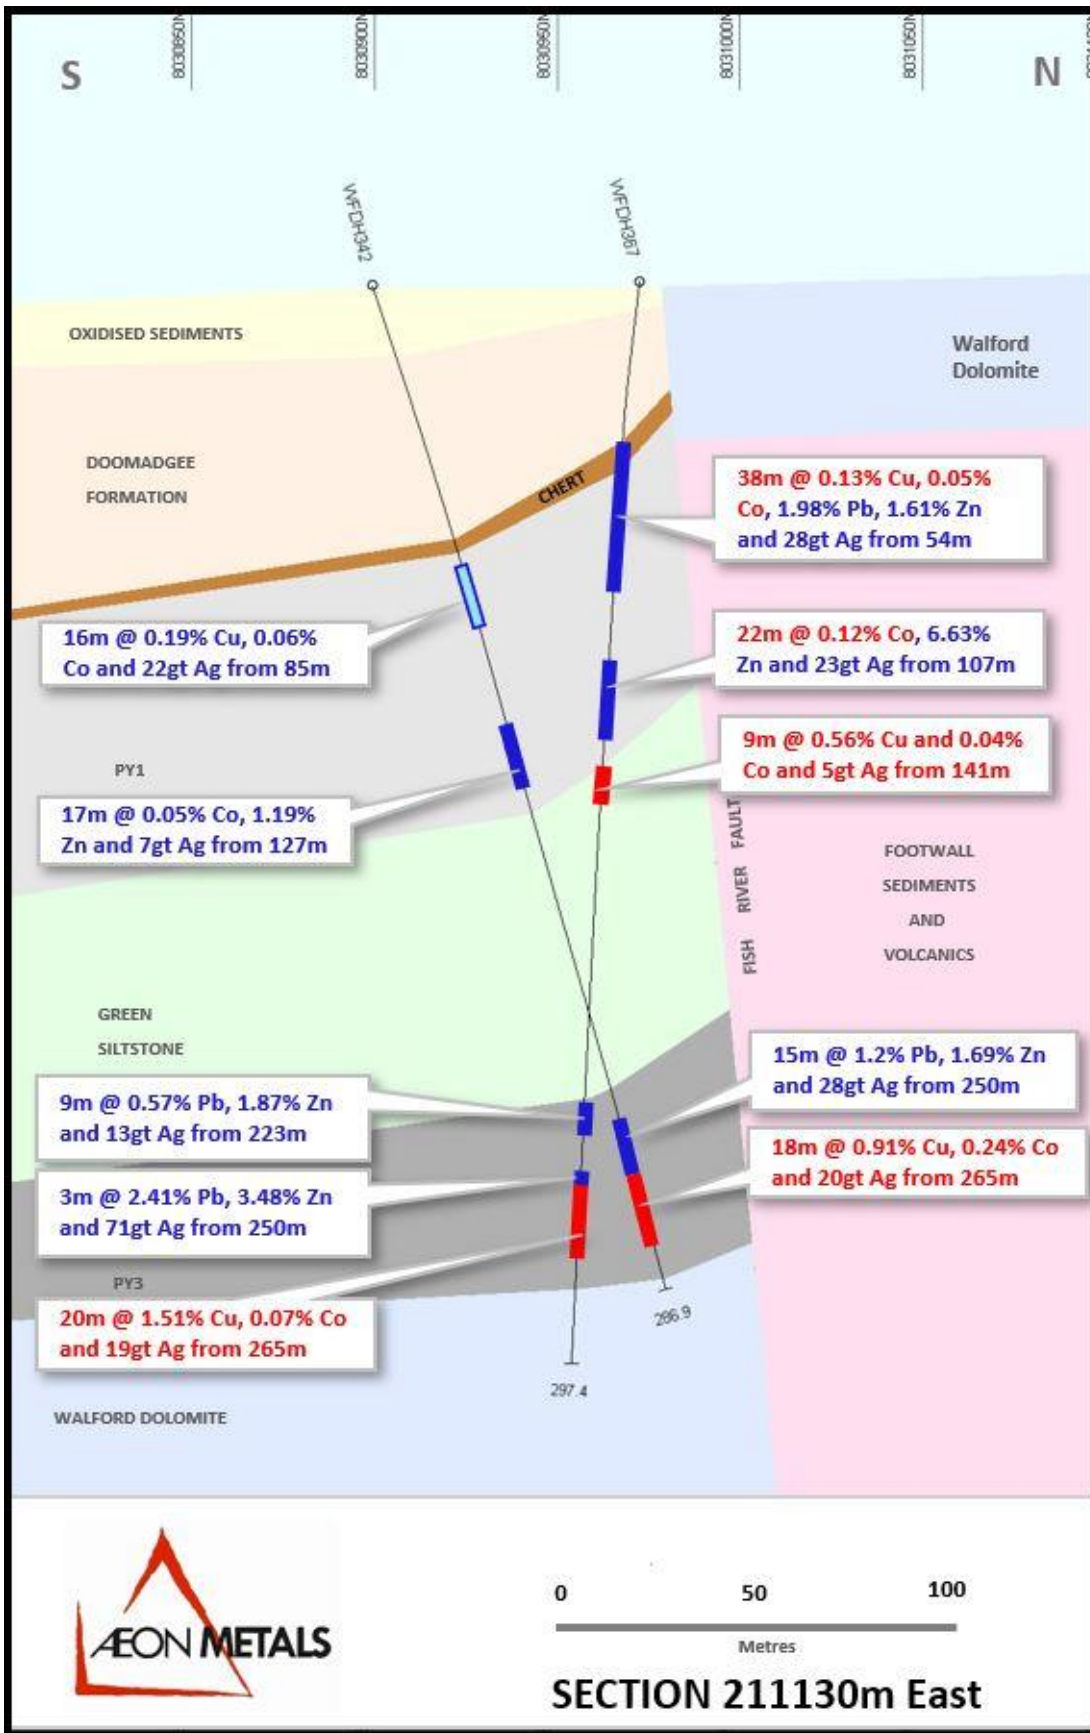 S
8030850N
8030900N
8030950N
8031000N
8031050N
N
WFDH342
WFDH367
OXIDISED SEDIMENTS
Walford
Dolomite
DOOMADGEE
FORMATION
CHERT
38m @ 0.13% Cu, 0.05%
Co, 1.98% Pb, 1.61% Zn
and 28gt Ag from 54m
16m @ 0.19% Cu, 0.06%
Co and 22gt Ag from 85m
22m @ 0.12% Co, 6.63%
Zn and 23gt Ag from 107m
9m @ 0.56% Cu and 0.04%
Co and 5gt Ag from 141m
PY1
17m @ 0.05% Co, 1.19%
Zn and 7gt Ag from 127m
FISH RIVER FAULT
FOOTWALL
SEDIMENTS
AND
VOLCANICS
GREEN
SILTSTONE
15m @ 1.2% Pb, 1.69% Zn
and 28gt Ag from 250m
9m @ 0.57% Pb, 1.87% Zn
and 13gt Ag from 223m
18m @ 0.91% Cu, 0.24% Co
and 20gt Ag from 265m
3m @ 2.41% Pb, 3.48% Zn
and 71gt Ag from 250m
PY3
20m @ 1.51% Cu, 0.07% Co
and 19gt Ag from 265m
286.9
297.4
WALFORD DOLOMITE
ÆON METALS
0 50 100
Metres
SECTION 211130m East